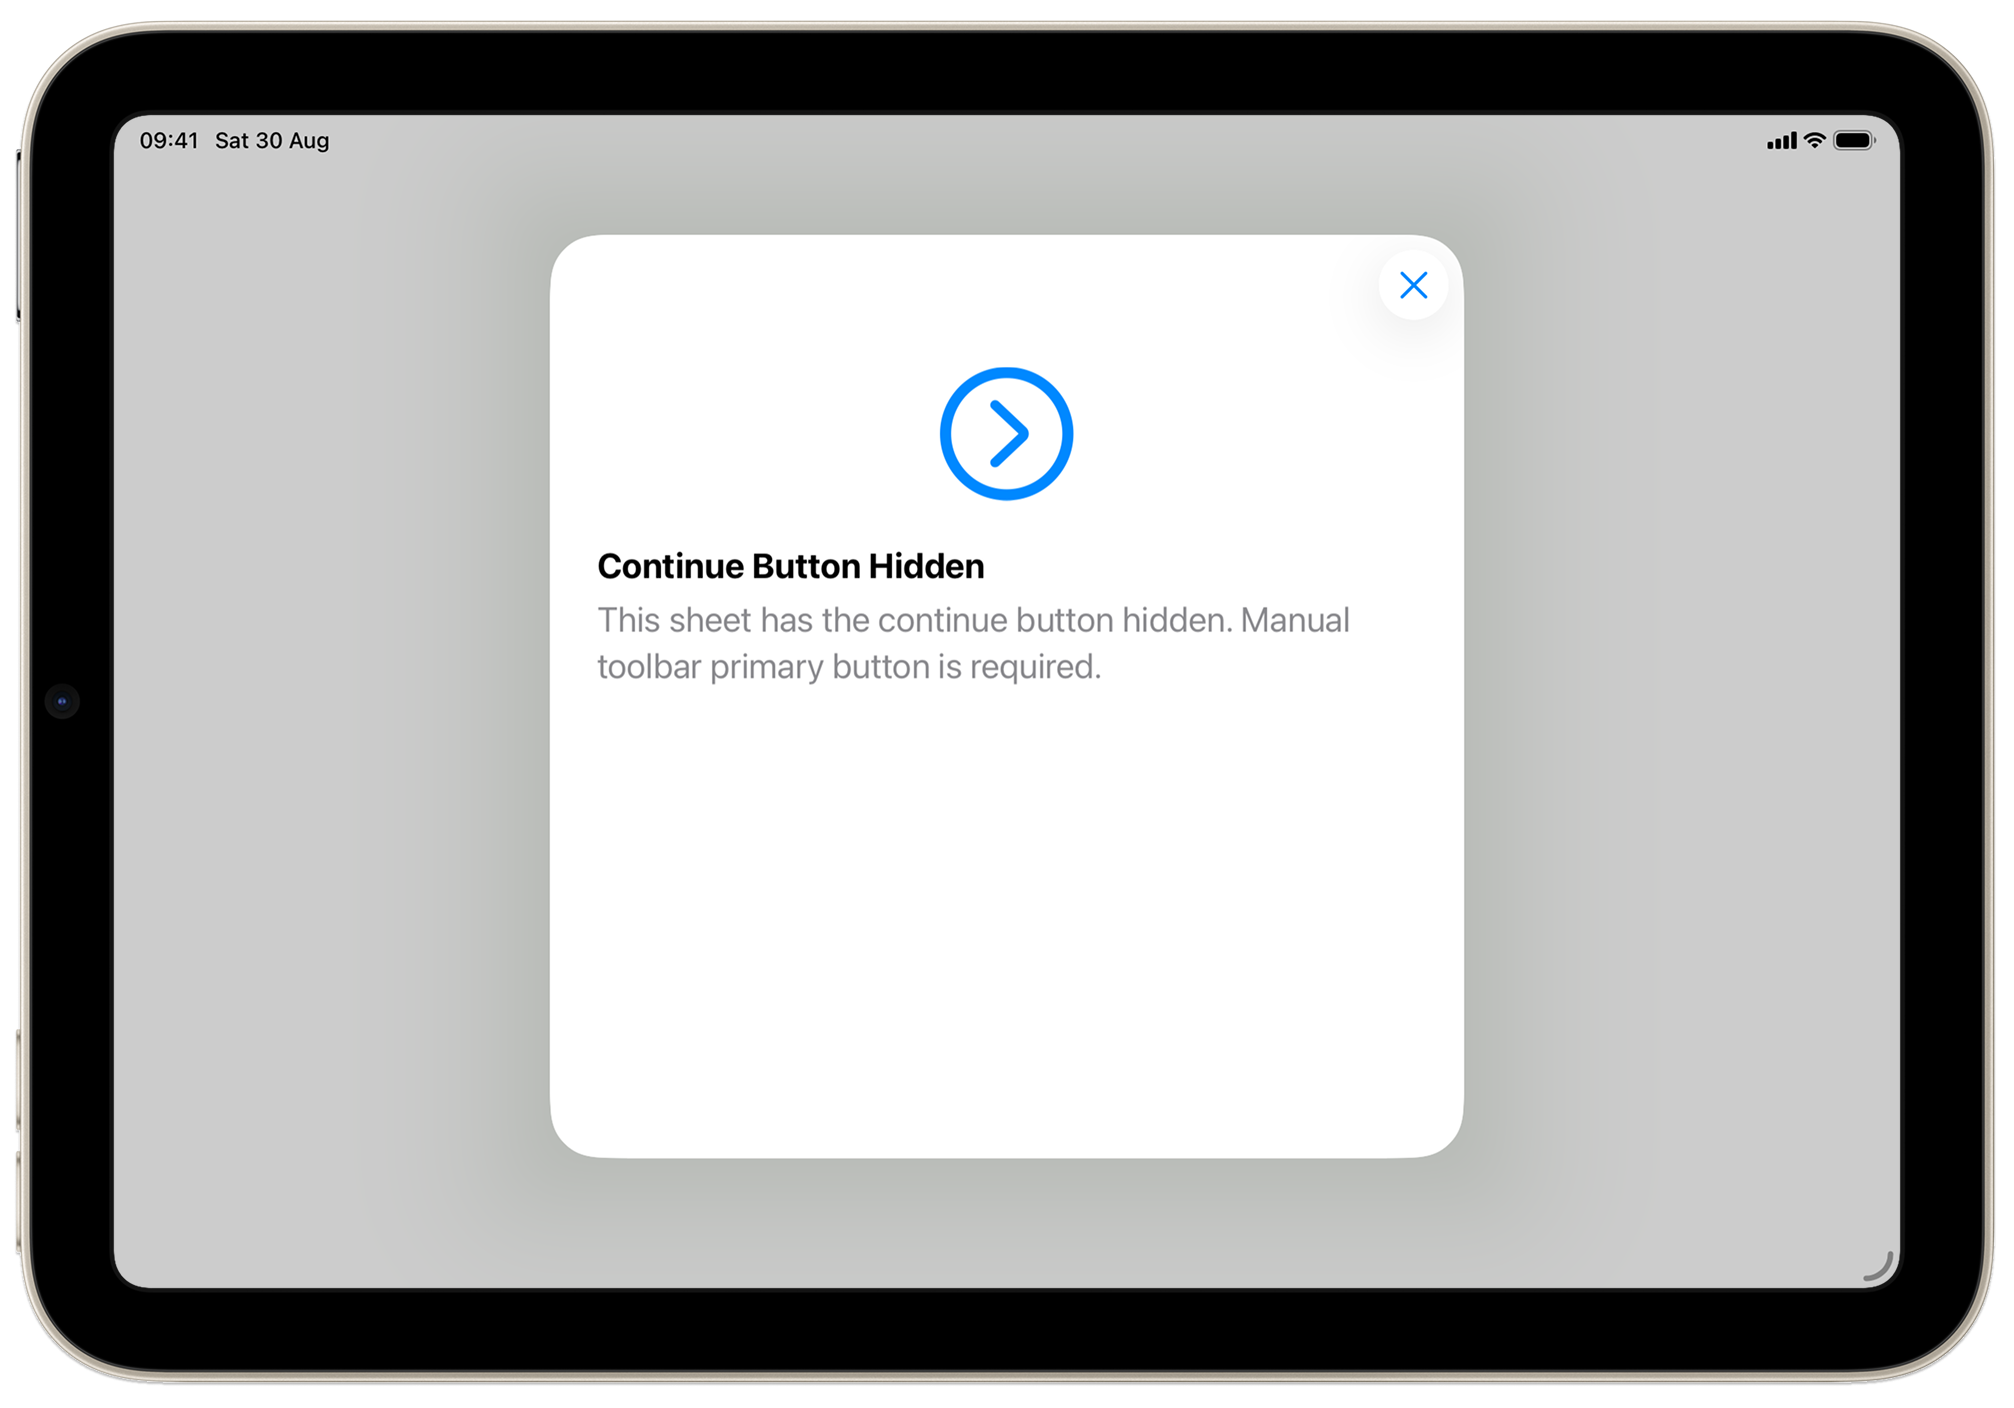 09:41 Sat 30 Aug
Continue Button Hidden
This sheet has the continue button hidden. Manual
toolbar primary button is required.